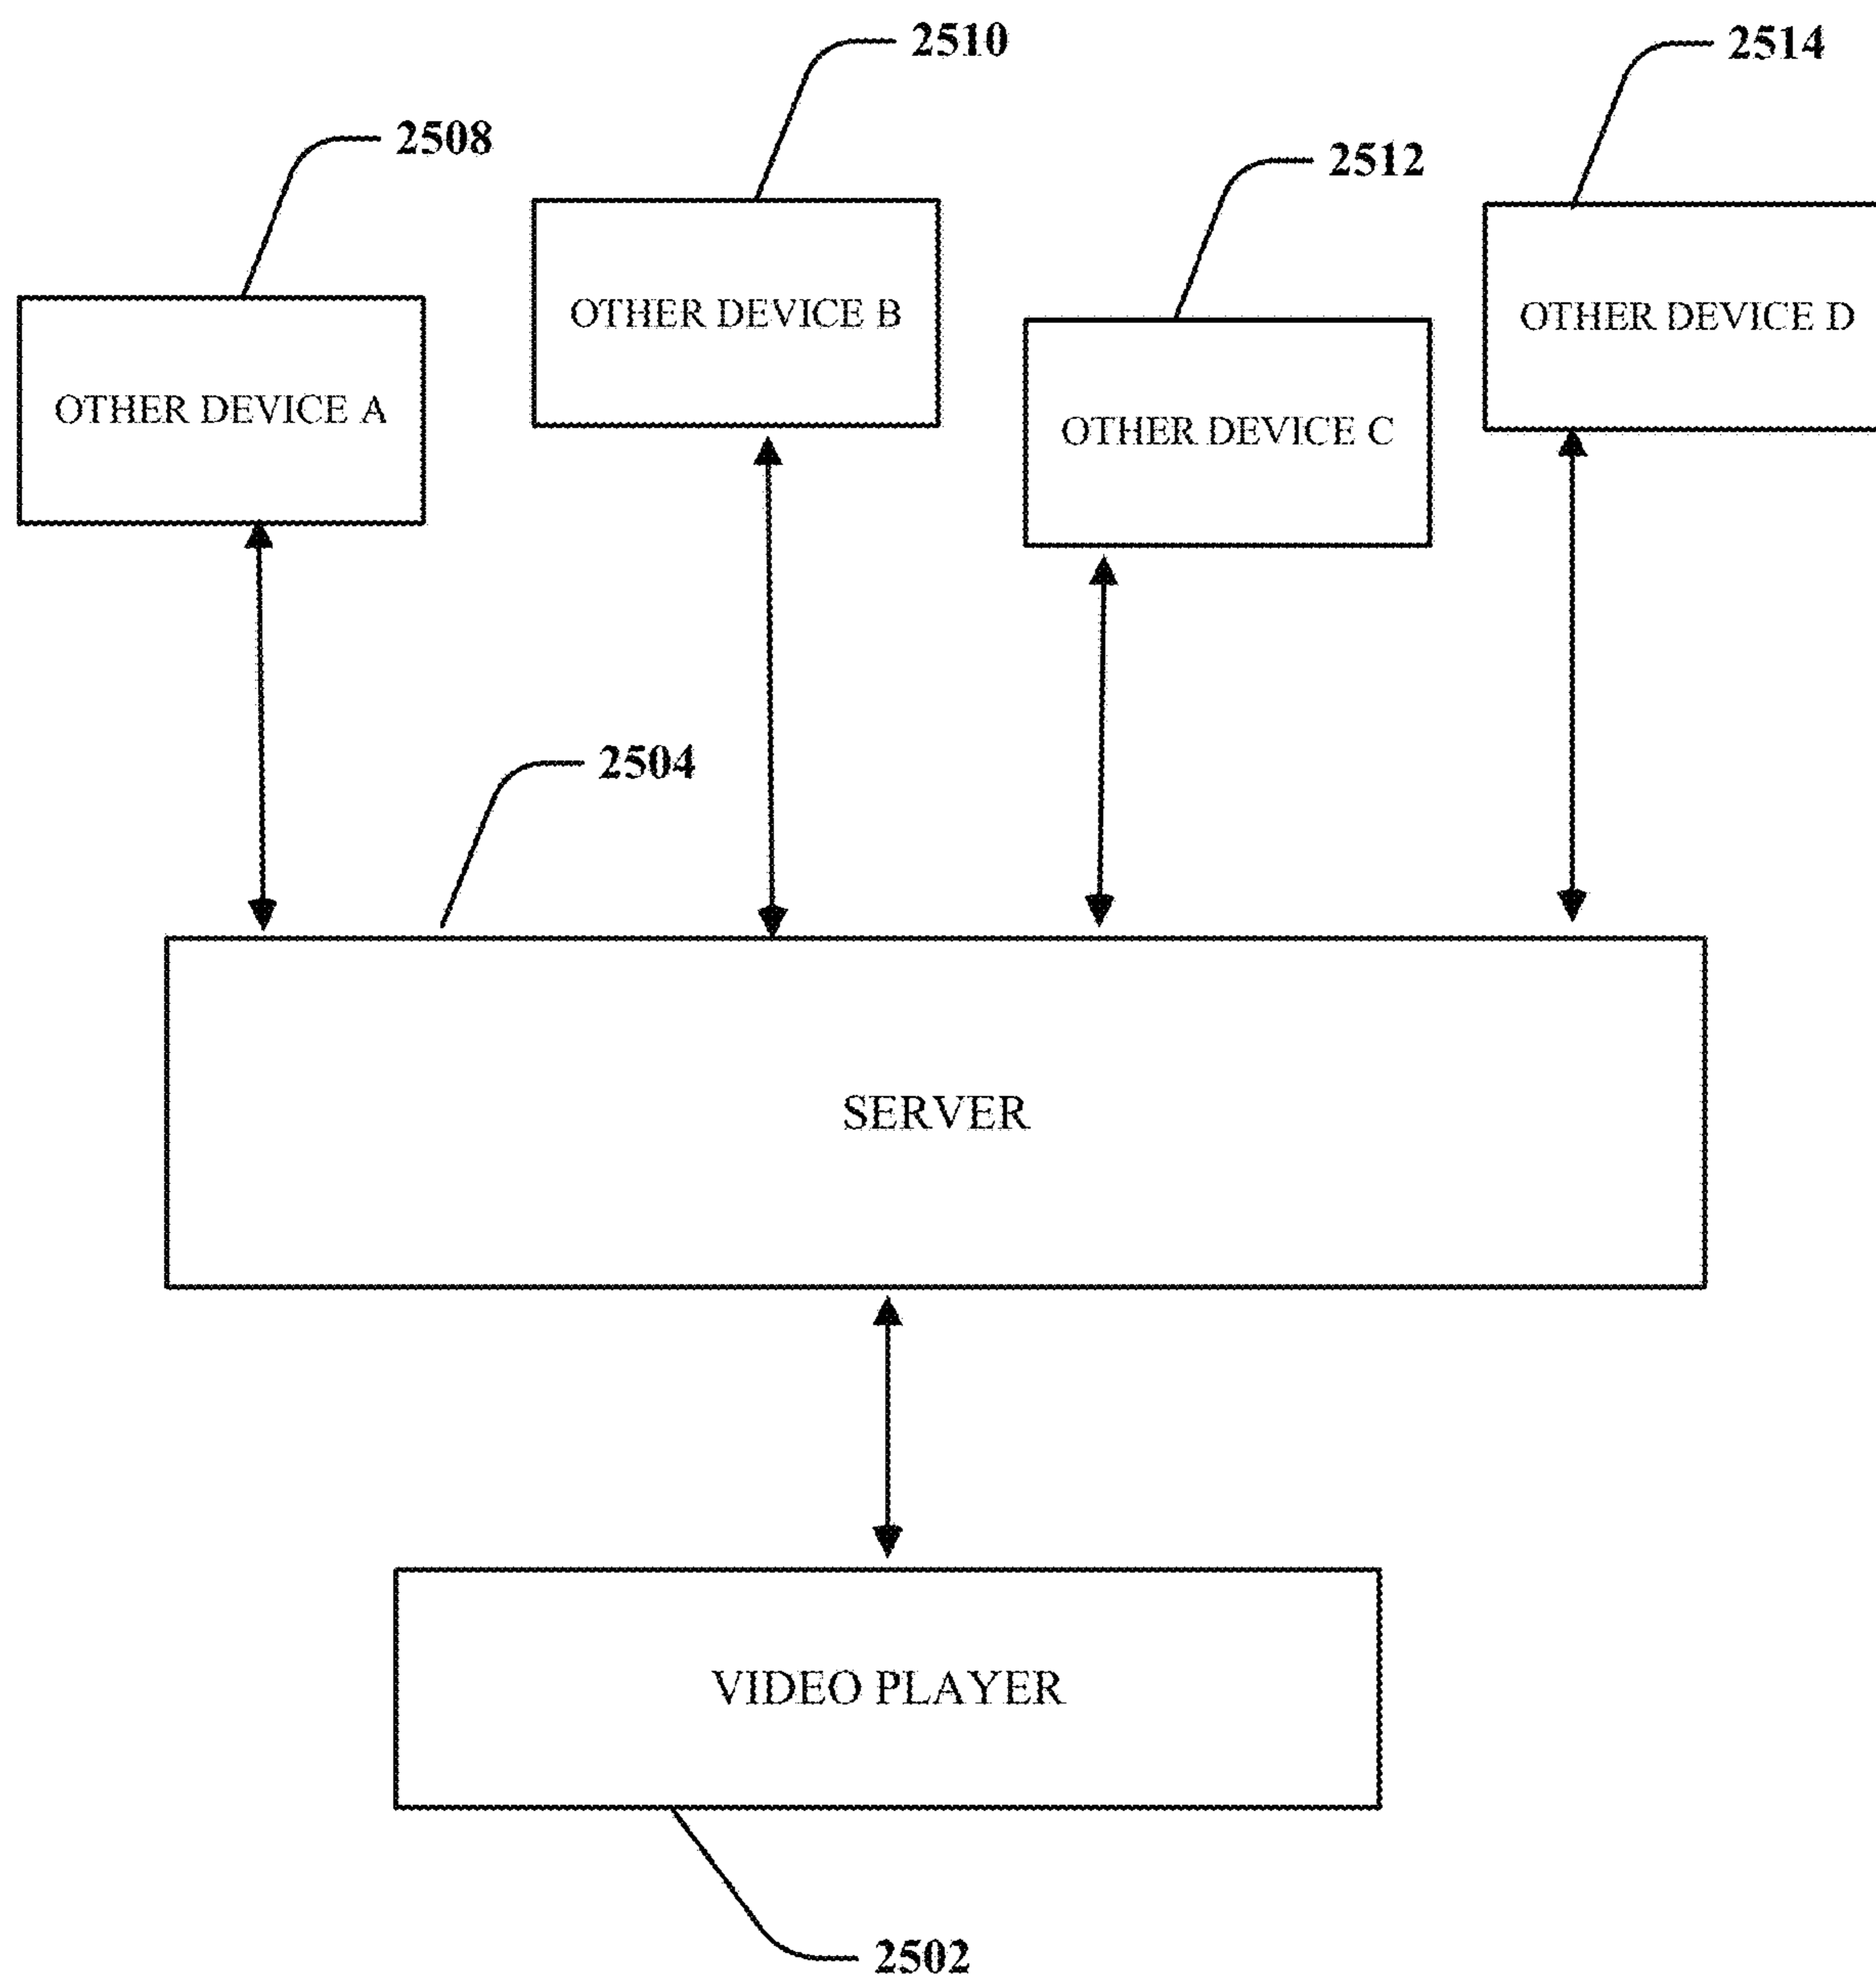 2510
2514
2508
2512
OTHER DEVICE B
OTHER DEVICE D
OTHER DEVICE A
OTHER DEVICE C
2504
SERVER
VIDEO PLAYER
2502